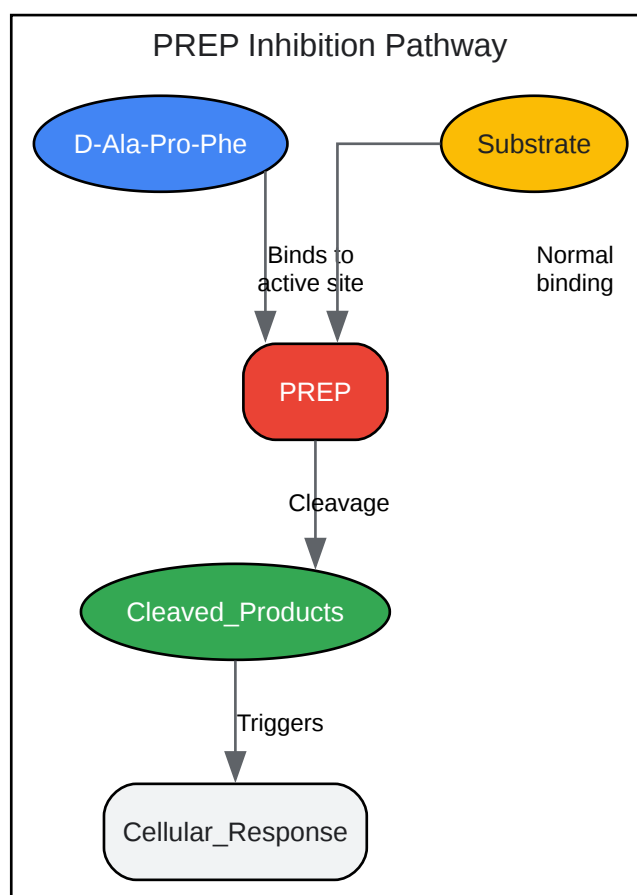 PREP Inhibition Pathway
D-Ala-Pro-Phe
Substrate
Binds to
active site
Normal
binding
PREP
Cleavage
Cleaved_Products
Triggers
Cellular_Response